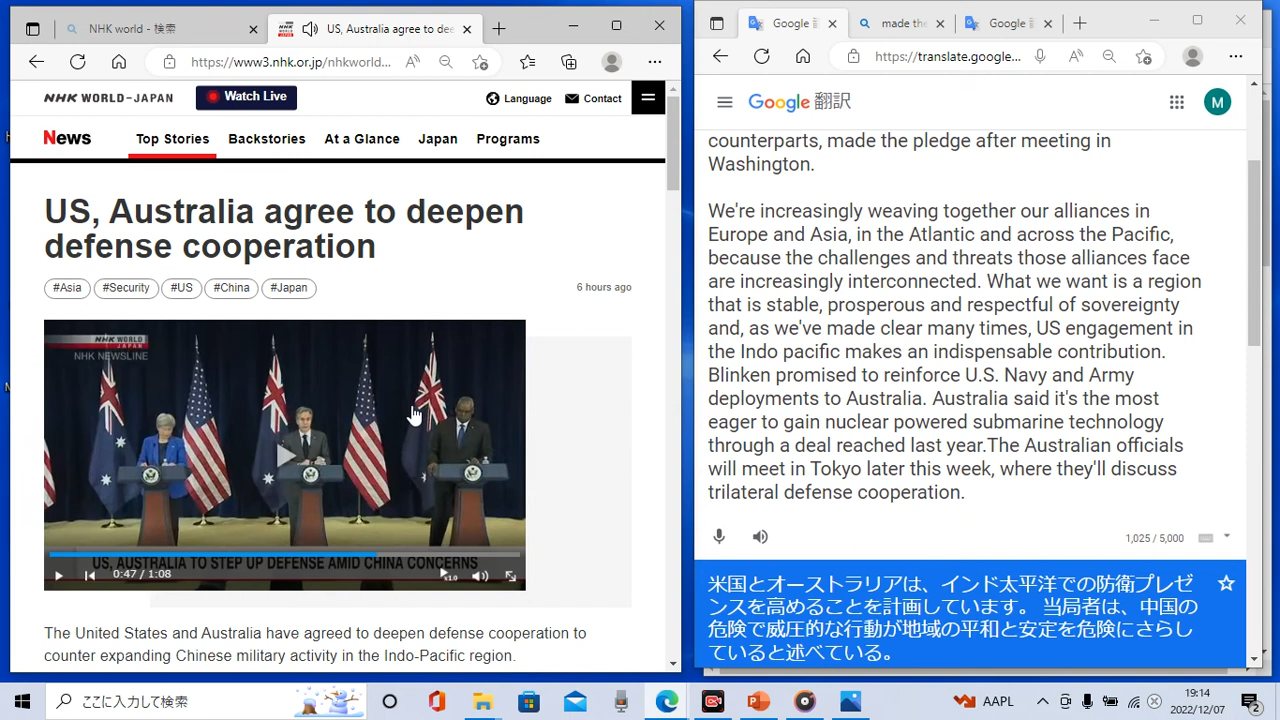 NHK world - 検索
US, Australia agree to dee
https://www3.nhk.or.jp/nhkworld...
NHK WORLD-JAPAN
Watch Live
Language
Contact
News
Top Stories
Backstories
At a Glance
Japan
Programs
US, Australia agree to deepen
defense cooperation
#Asia
#Security
#US
#China
#Japan
6 hours ago
NHK WORLD
JAPAN
NHK NEWSLINE
US, AUSTRALIA TO STEP UP DEFENSE AMID CHINA CONCERNS
0:47 / 1:08
x1.0
The United States and Australia have agreed to deepen defense cooperation to
counter expanding Chinese military activity in the Indo-Pacific region.
Google
made the
Google
https://translate.google...
Google 翻訳
M
counterparts, made the pledge after meeting in
Washington.
We're increasingly weaving together our alliances in
Europe and Asia, in the Atlantic and across the Pacific,
because the challenges and threats those alliances face
are increasingly interconnected. What we want is a region
that is stable, prosperous and respectful of sovereignty
and, as we've made clear many times, US engagement in
the Indo pacific makes an indispensable contribution.
Blinken promised to reinforce U.S. Navy and Army
deployments to Australia. Australia said it's the most
eager to gain nuclear powered submarine technology
through a deal reached last year.The Australian officials
will meet in Tokyo later this week, where they'll discuss
trilateral defense cooperation.
1,025 / 5,000
米国とオーストラリアは、インド太平洋での防衛プレゼ
ンスを高めることを計画しています。 当局者は、中国の
危険で威圧的な行動が地域の平和と安定を危険にさらし
ていると述べている。
ここに入力して検索
AAPL
19:14
2022/12/07
2